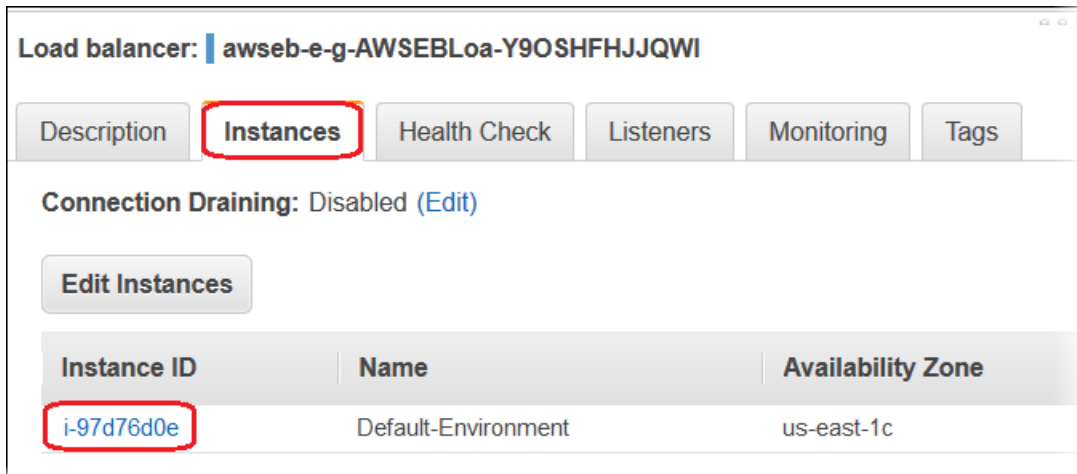 Load balancer: awseb-e-g-AWSEBLoa-Y9OSHFHJJQWI
Description Instances Health Check Listeners Monitoring Tags
Connection Draining: Disabled (Edit)
Edit Instances
Instance ID Name Availability Zone
i-97d76d0e Default-Environment us-east-1c